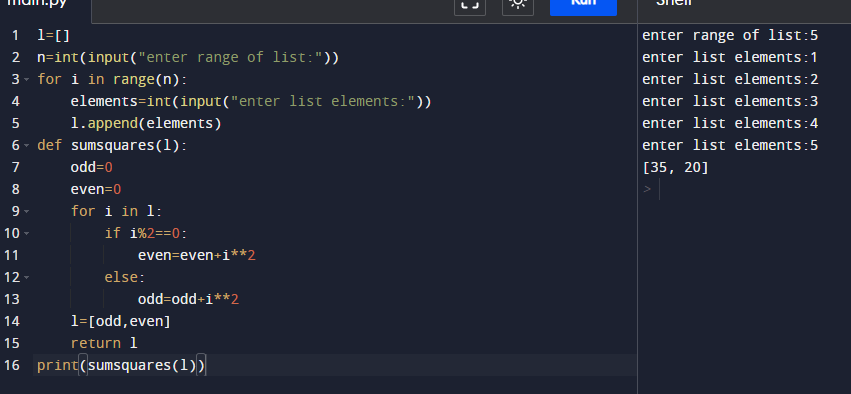 main.py
Run
Shell
1 l=[]
2 n=int(input("enter range of list:"))
3 for i in range(n):
4     elements=int(input("enter list elements:"))
5     l.append(elements)
6 def sumsquares(l):
7     odd=0
8     even=0
9     for i in l:
10         if i%2==0:
11             even=even+i**2
12         else:
13             odd=odd+i**2
14     l=[odd,even]
15     return l
16 print(sumsquares(l))
enter range of list:5
enter list elements:1
enter list elements:2
enter list elements:3
enter list elements:4
enter list elements:5
[35, 20]
>